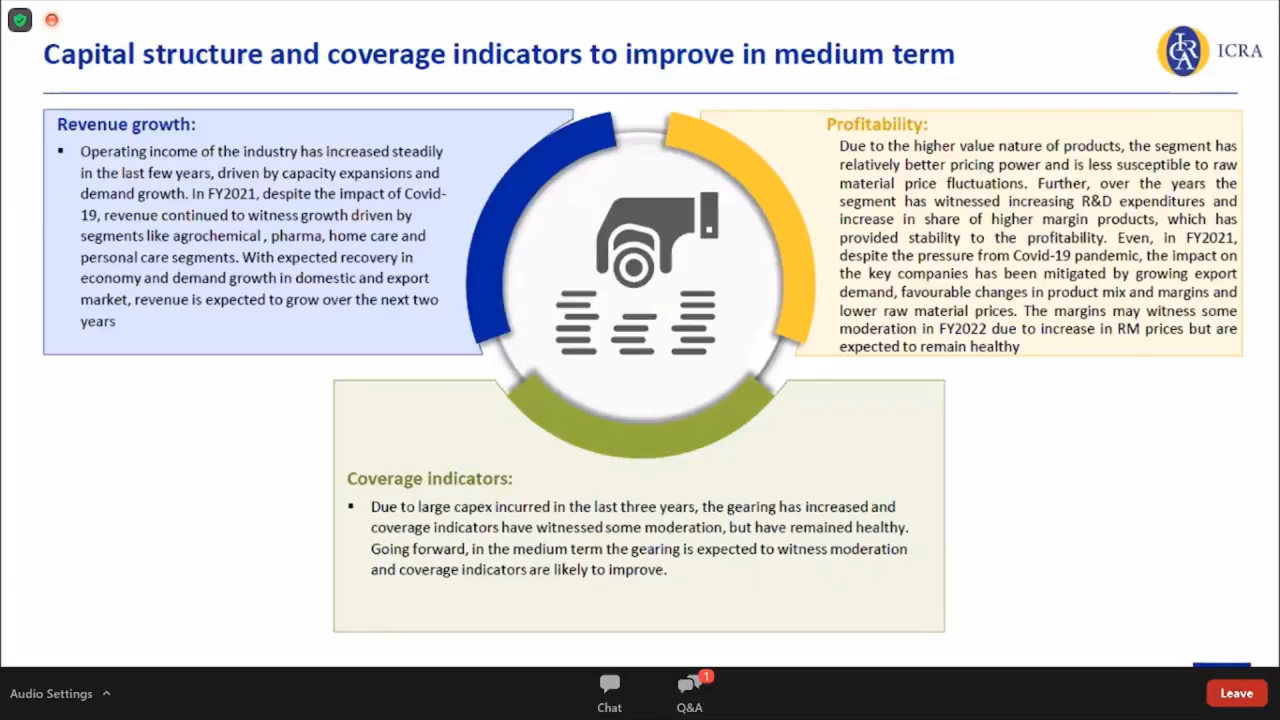 Capital structure and coverage indicators to improve in medium term
ICRA
ICRA
Revenue growth:
▪ Operating income of the industry has increased steadily
in the last few years, driven by capacity expansions and
demand growth. In FY2021, despite the impact of Covid-
19, revenue continued to witness growth driven by
segments like agrochemical , pharma, home care and
personal care segments. With expected recovery in
economy and demand growth in domestic and export
market, revenue is expected to grow over the next two
years
Profitability:
Due to the higher value nature of products, the segment has
relatively better pricing power and is less susceptible to raw
material price fluctuations. Further, over the years the
segment has witnessed increasing R&D expenditures and
increase in share of higher margin products, which has
provided stability to the profitability. Even, in FY2021,
despite the pressure from Covid-19 pandemic, the impact on
the key companies has been mitigated by growing export
demand, favourable changes in product mix and margins and
lower raw material prices. The margins may witness some
moderation in FY2022 due to increase in RM prices but are
expected to remain healthy
Coverage indicators:
▪ Due to large capex incurred in the last three years, the gearing has increased and
coverage indicators have witnessed some moderation, but have remained healthy.
Going forward, in the medium term the gearing is expected to witness moderation
and coverage indicators are likely to improve.
Audio Settings
Chat
1
Q&A
Leave